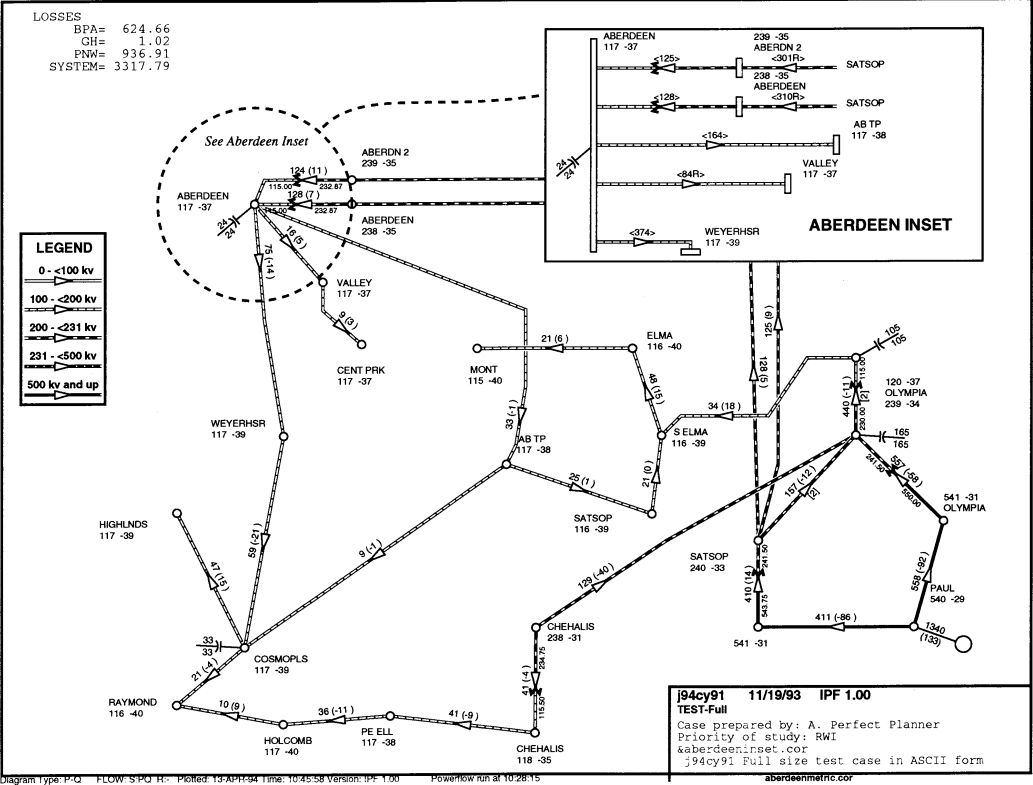 LOSSES
BPA= 624.66
GH= 1.02
PNW= 936.91
SYSTEM= 3317.79
ABERDEEN
117 -37
239 -35
ABERDN 2
<125>
<301R>
SATSOP
238 -35
ABERDEEN
<128>
<310R>
SATSOP
AB TP
117 -38
<164>
VALLEY
117 -37
24
24
<84R>
ABERDEEN INSET
WEYERHSR
117 -39
<374>
See Aberdeen Inset
ABERDN 2
239 -35
124 (11)
115.00
232.87
ABERDEEN
117 -37
128 (7)
115.00
232.87
ABERDEEN
238 -35
24
24
16(5)
75(-14)
VALLEY
117 -37
9(3)
CENT PRK
117 -37
LEGEND
0 - <100 kv
100 - <200 kv
200 - <231 kv
231 - <500 kv
500 kv and up
21 (6)
MONT
115 -40
ELMA
116 -40
48 (15)
128 (5)
125 (9)
105
105
115.00
120 -37
OLYMPIA
239 -34
440 (-11)
[2]
230.00
34 (18)
S ELMA
116 -39
33 (-1)
WEYERHSR
117 -39
AB TP
117 -38
25(1)
21 (0)
SATSOP
116 -39
165
165
557(-58)
241.50
550.00
157(-12)
[2]
541 -31
OLYMPIA
HIGHLNDS
117 -39
59 (-21)
9(-1)
47(15)
129 (-40)
SATSOP
240 -33
241.50
410 (14)
543.75
558 (-92)
PAUL
540 -29
411 (-86)
541 -31
1340
(133)
33
33
COSMOPLS
117 -39
21 (-4)
CHEHALIS
238 -31
234.75
41 (-4)
115.50
RAYMOND
116 -40
10 (9)
HOLCOMB
117 -40
36 (-11)
PE ELL
117 -38
41 (-9)
CHEHALIS
118 -35
j94cy91 11/19/93 IPF 1.00
TEST-Full
Case prepared by: A. Perfect Planner
Priority of study: RWI
&aberdeeninset.cor
j94cy91 Full size test case in ASCII form
Diagram Type: P-Q FLOW: S:PQ R:- Plotted: 13-APR-94 Time: 10:45:58 Version: IPF 1.00 Powerflow run at 10:28:15
aberdeenmetric.cor